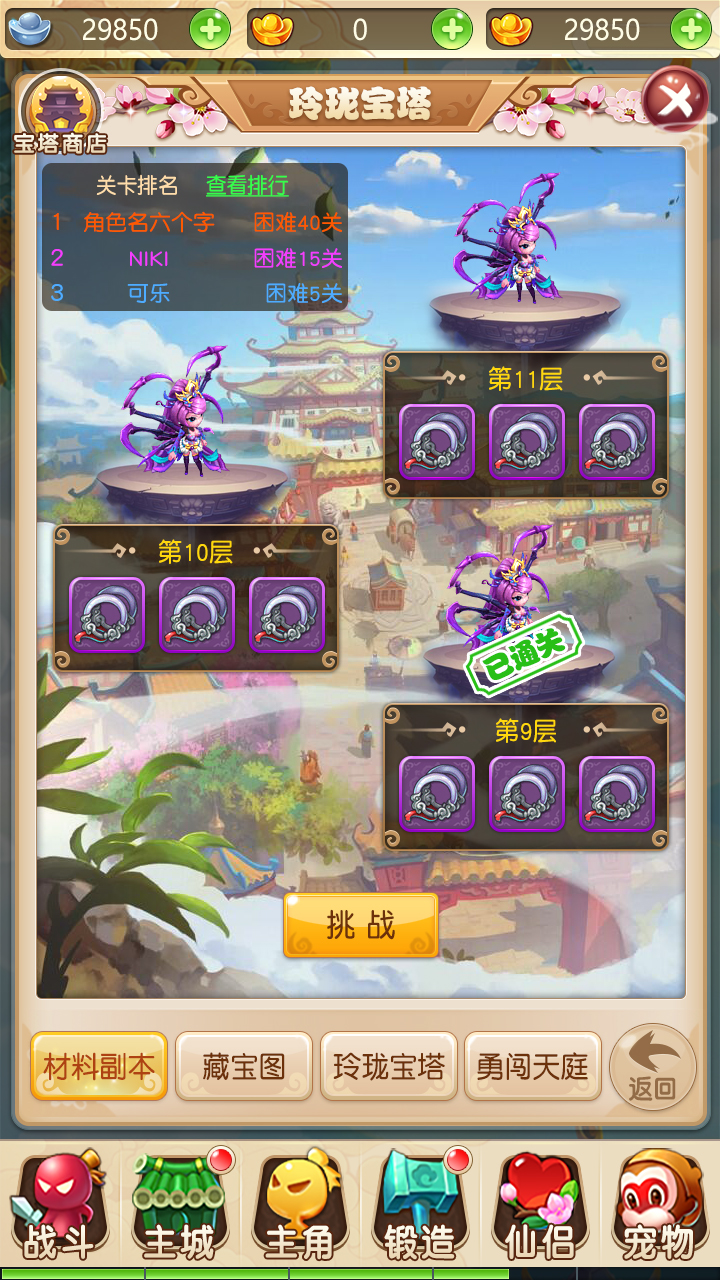 29850 0 29850
玲珑宝塔
宝塔商店
关卡排名 查看排行
1 角色名六个字 困难40关
2 NIKI 困难15关
3 可乐 困难5关
第11层
第10层
已通关
第9层
挑战
材料副本 藏宝图 玲珑宝塔 勇闯天庭 返回
战斗 主城 主角 锻造 仙侣 宠物